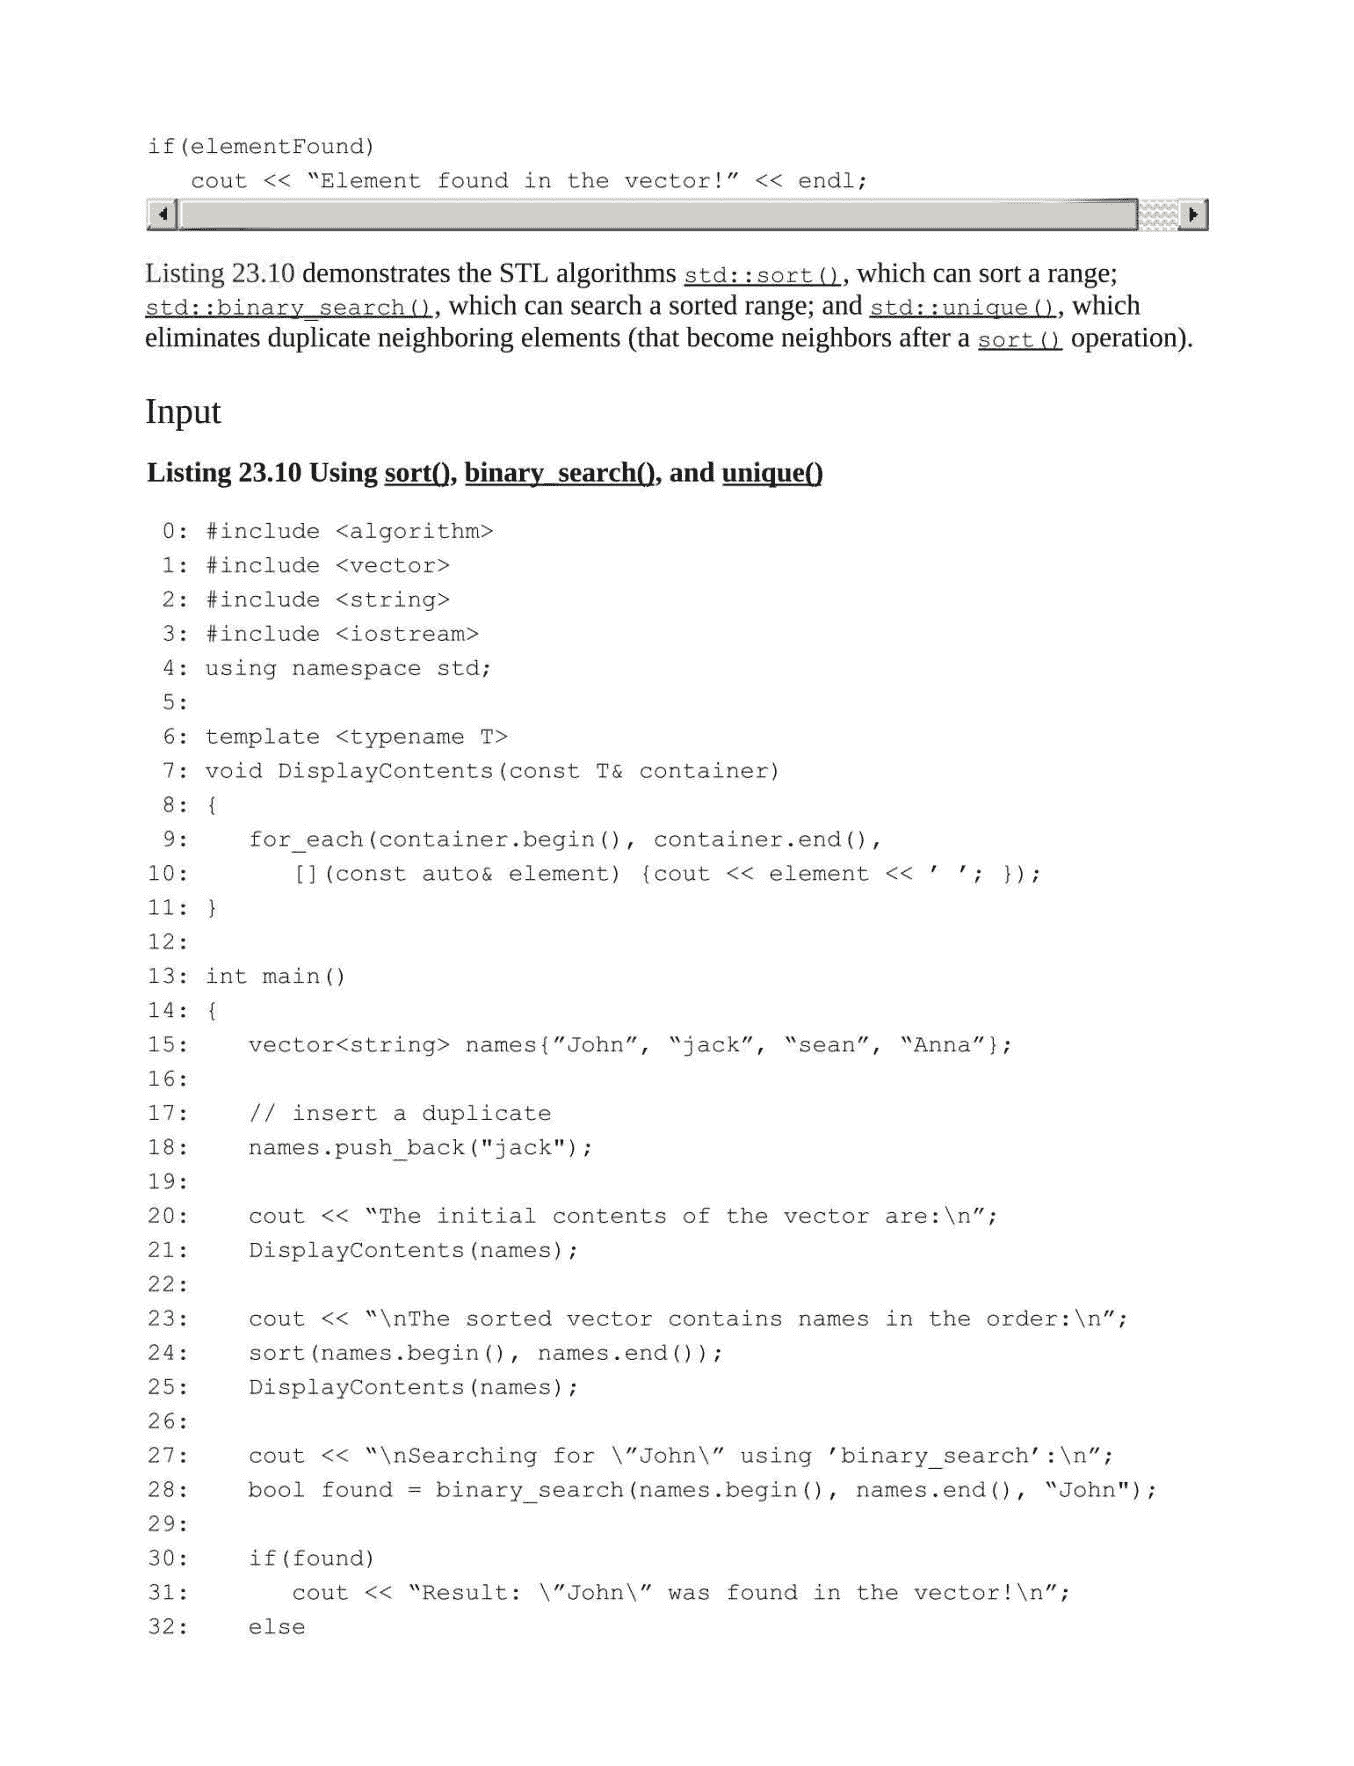 if(elementFound)
   cout << “Element found in the vector!” << endl;
Listing 23.10 demonstrates the STL algorithms std::sort(), which can sort a range;
std::binary_search(), which can search a sorted range; and std::unique(), which
eliminates duplicate neighboring elements (that become neighbors after a sort() operation).
Input
Listing 23.10 Using sort(), binary_search(), and unique()
 0: #include <algorithm>
 1: #include <vector>
 2: #include <string>
 3: #include <iostream>
 4: using namespace std;
 5:
 6: template <typename T>
 7: void DisplayContents(const T& container)
 8: {
 9:    for_each(container.begin(), container.end(),
10:       [](const auto& element) {cout << element << ’ ’; });
11: }
12:
13: int main()
14: {
15:    vector<string> names{”John”, “jack”, “sean”, “Anna”};
16:
17:    // insert a duplicate
18:    names.push_back("jack");
19:
20:    cout << “The initial contents of the vector are:\n”;
21:    DisplayContents(names);
22:
23:    cout << “\nThe sorted vector contains names in the order:\n”;
24:    sort(names.begin(), names.end());
25:    DisplayContents(names);
26:
27:    cout << “\nSearching for \”John\” using ’binary_search’:\n”;
28:    bool found = binary_search(names.begin(), names.end(), “John");
29:
30:    if(found)
31:       cout << “Result: \”John\” was found in the vector!\n”;
32:    else